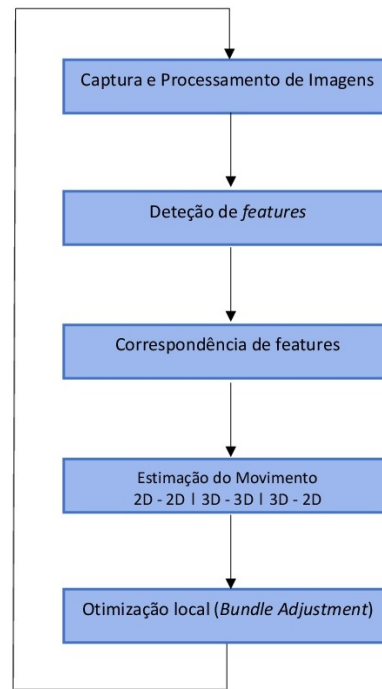 Captura e Processamento de Imagens
Deteção de features
Correspondência de features
Estimação do Movimento
2D - 2D I 3D - 3D I 3D - 2D
Otimização local (Bundle Adjustment)